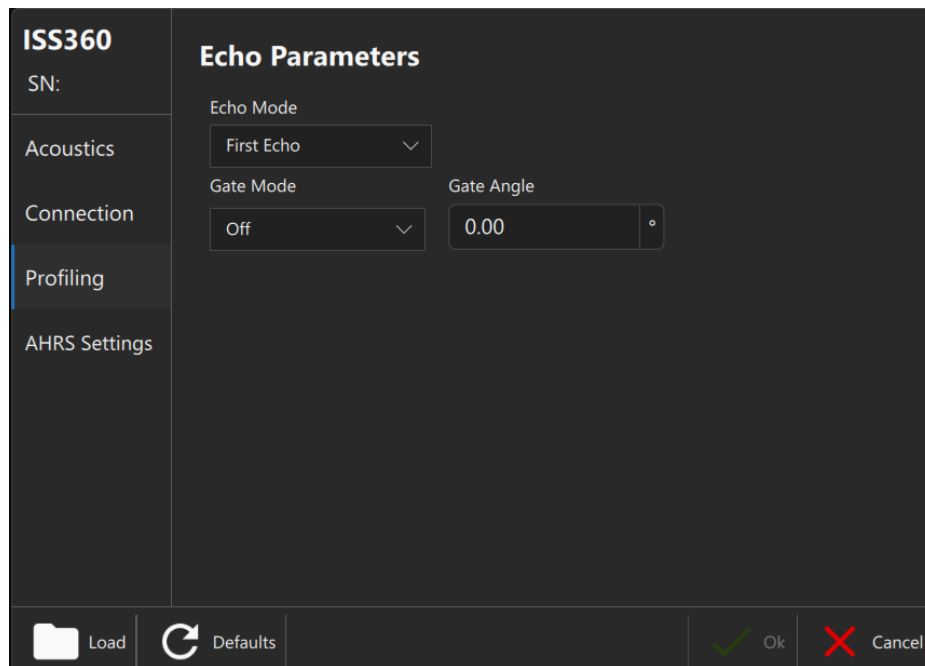 ISS360
SN:
Acoustics
Connection
Profiling
AHRS Settings
Echo Parameters
Echo Mode
First Echo
Gate Mode
Gate Angle
Off
0.00 °
Load
Defaults
Ok
Cancel